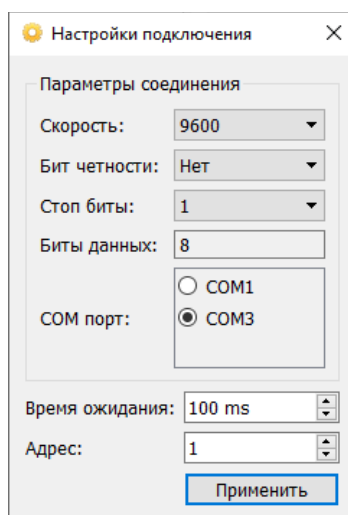 Настройки подключения
Параметры соединения
Скорость: 9600
Бит четности: Нет
Стоп биты: 1
Биты данных: 8
COM1
COM порт: COM3
Время ожидания: 100 ms
Адрес: 1
Применить